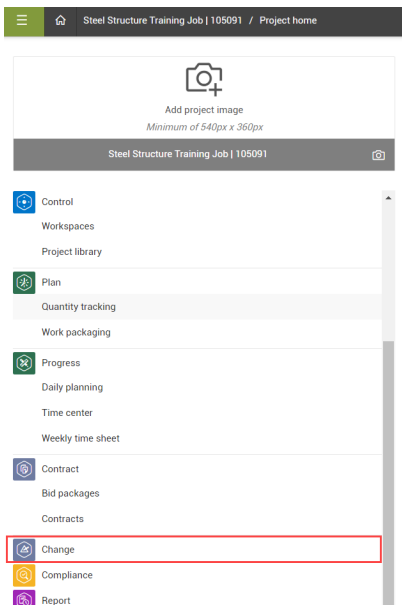 Steel Structure Training Job | 105091 / Project home
Add project image
Minimum of 540px x 360px
Steel Structure Training Job | 105091
Control
Workspaces
Project library
Plan
Quantity tracking
Work packaging
Progress
Daily planning
Time center
Weekly time sheet
Contract
Bid packages
Contracts
Change
Compliance
Report